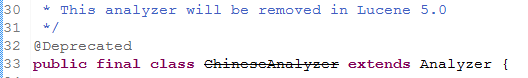 30 * This analyzer will be removed in Lucene 5.0
31 */
32 @Deprecated
33 public final class ChineseAnalyzer extends Analyzer {